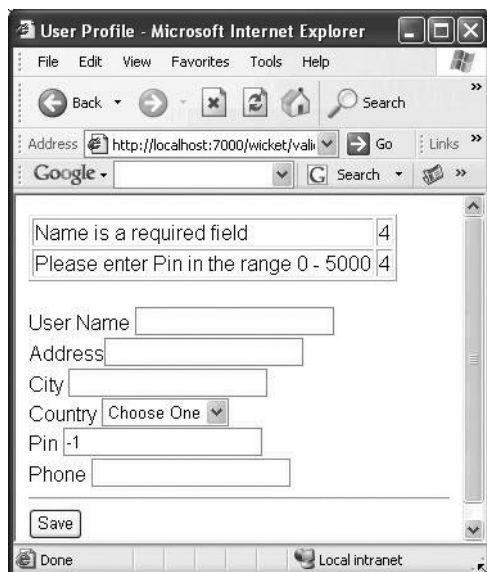 User Profile - Microsoft Internet Explorer
File Edit View Favorites Tools Help
Back Search »
Address http://localhost:7000/wicket/vali Go Links »
Google G Search »
Name is a required field 4
Please enter Pin in the range 0 - 5000 4
User Name
Address
City
Country Choose One
Pin -1
Phone
Save
Done Local intranet